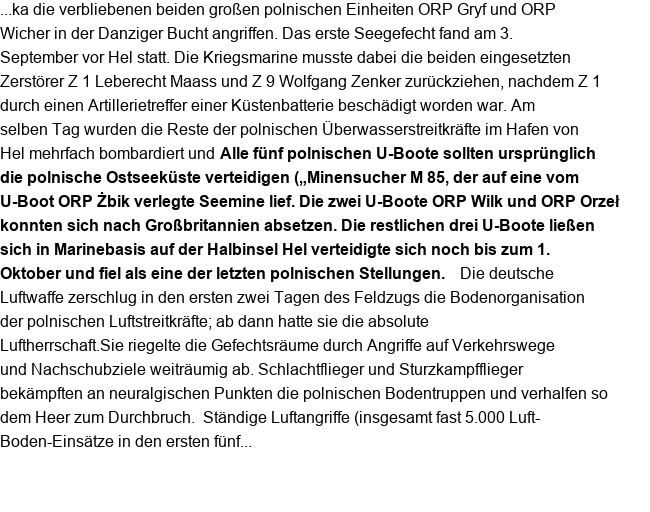 ...ka die verbliebenen beiden großen polnischen Einheiten ORP Gryf und ORP
Wicher in der Danziger Bucht angriffen. Das erste Seegefecht fand am 3.
September vor Hel statt. Die Kriegsmarine musste dabei die beiden eingesetzten
Zerstörer Z 1 Leberecht Maass und Z 9 Wolfgang Zenker zurückziehen, nachdem Z 1
durch einen Artillerietreffer einer Küstenbatterie beschädigt worden war. Am
selben Tag wurden die Reste der polnischen Überwasserstreitkräfte im Hafen von
Hel mehrfach bombardiert und Alle fünf polnischen U-Boote sollten ursprünglich
die polnische Ostseeküste verteidigen („Minensucher M 85, der auf eine vom
U-Boot ORP Żbik verlegte Seemine lief. Die zwei U-Boote ORP Wilk und ORP Orzeł
konnten sich nach Großbritannien absetzen. Die restlichen drei U-Boote ließen
sich in Marinebasis auf der Halbinsel Hel verteidigte sich noch bis zum 1.
Oktober und fiel als eine der letzten polnischen Stellungen. Die deutsche
Luftwaffe zerschlug in den ersten zwei Tagen des Feldzugs die Bodenorganisation
der polnischen Luftstreitkräfte; ab dann hatte sie die absolute
Luftherrschaft.Sie riegelte die Gefechtsräume durch Angriffe auf Verkehrswege
und Nachschubziele weiträumig ab. Schlachtflieger und Sturzkampfflieger
bekämpften an neuralgischen Punkten die polnischen Bodentruppen und verhalfen so
dem Heer zum Durchbruch. Ständige Luftangriffe (insgesamt fast 5.000 Luft-
Boden-Einsätze in den ersten fünf...